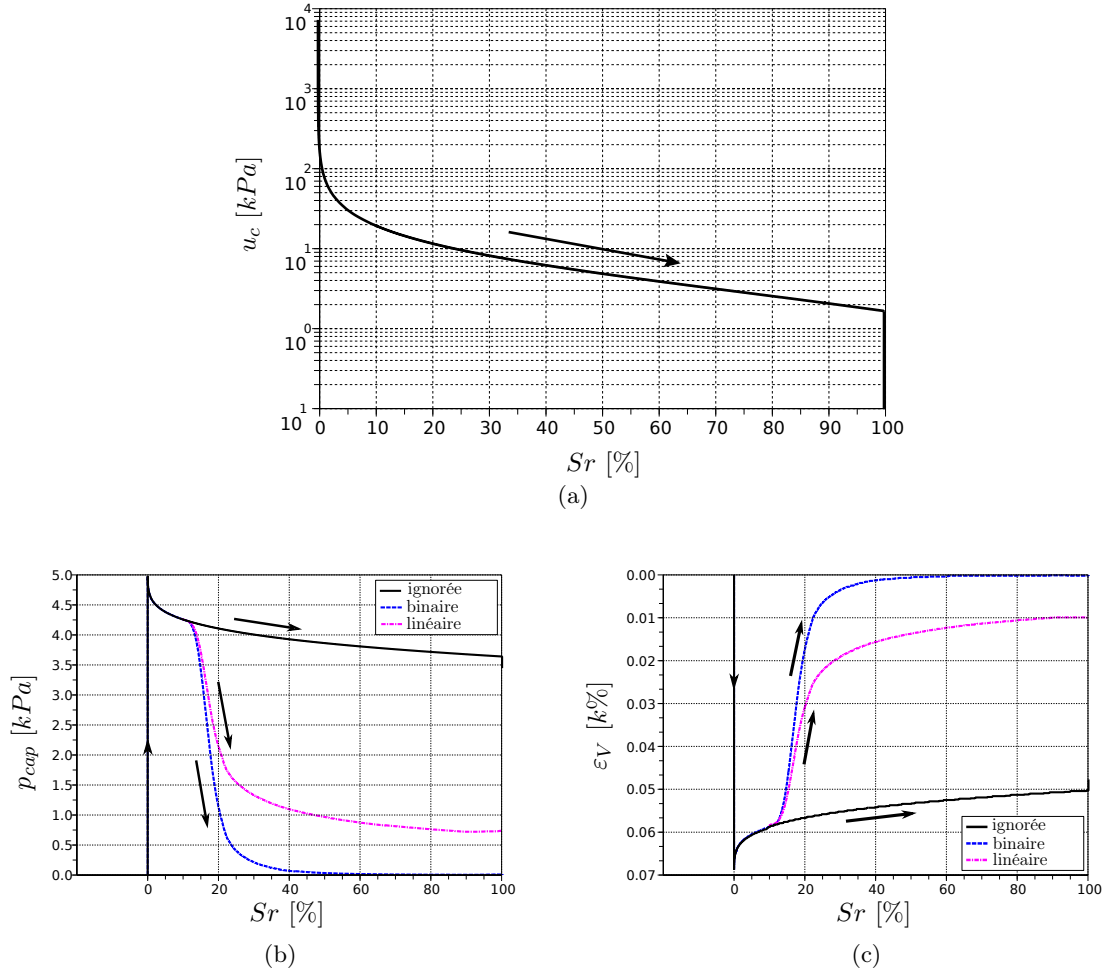 10 4
10 3
10 2
10 1
10 0
10 1
u_c [kPa]
0 10 20 30 40 50 60 70 80 90 100
Sr [%]
(a)
5.0
4.5
4.0
3.5
3.0
2.5
2.0
1.5
1.0
0.5
0.0
p_cap [kPa]
ignorée
binaire
linéaire
0 20 40 60 80 100
Sr [%]
(b)
0.00
0.01
0.02
0.03
0.04
0.05
0.06
0.07
ε_V [k%]
ignorée
binaire
linéaire
0 20 40 60 80 100
Sr [%]
(c)